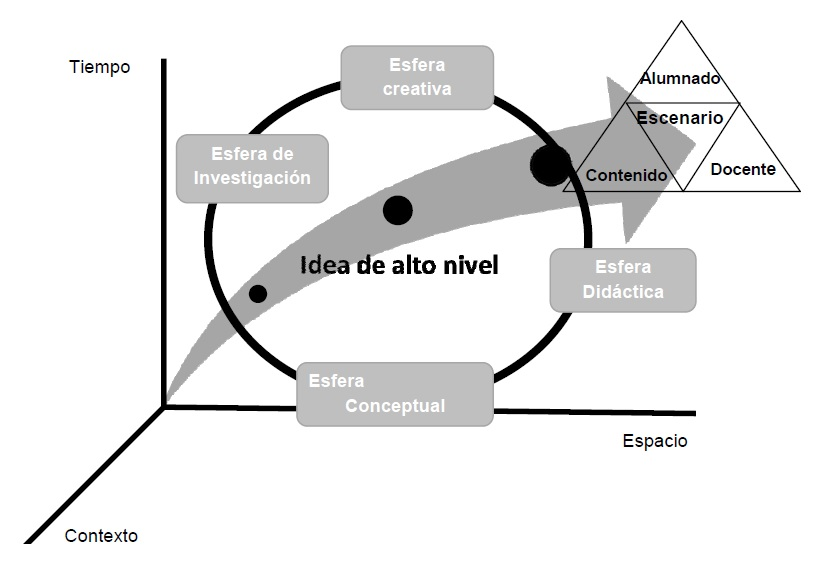 Tiempo
Esfera
creativa
Alumnado
Escenario
Esfera de
Investigación
Contenido
Docente
Idea de alto nivel
Esfera
Didáctica
Esfera
Conceptual
Espacio
Contexto